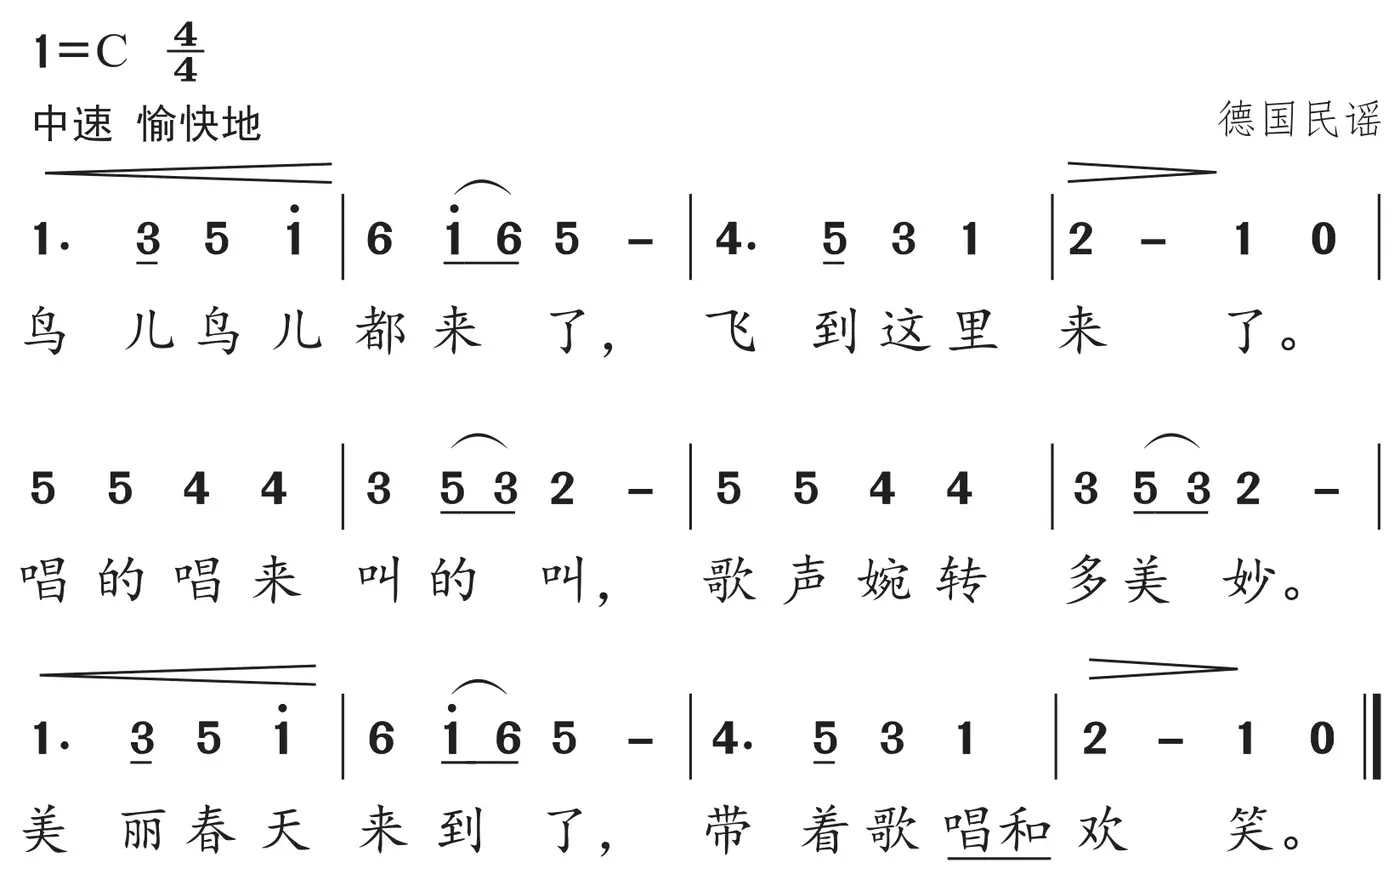 1=C 4/4
中速 愉快地 德国民谣
1. 3 5 i | 6 i 6 5 – | 4. 5 3 1 | 2 – 1 0 |
鸟 儿 鸟 儿 都 来 了， 飞 到 这 里 来 了。
5 5 4 4 | 3 5 3 2 – | 5 5 4 4 | 3 5 3 2 – |
唱 的 唱 来 叫 的 叫， 歌 声 婉 转 多 美 妙。
1. 3 5 i | 6 i 6 5 – | 4. 5 3 1 | 2 – 1 0 ‖
美 丽 春 天 来 到 了， 带 着 歌 唱和 欢 笑。